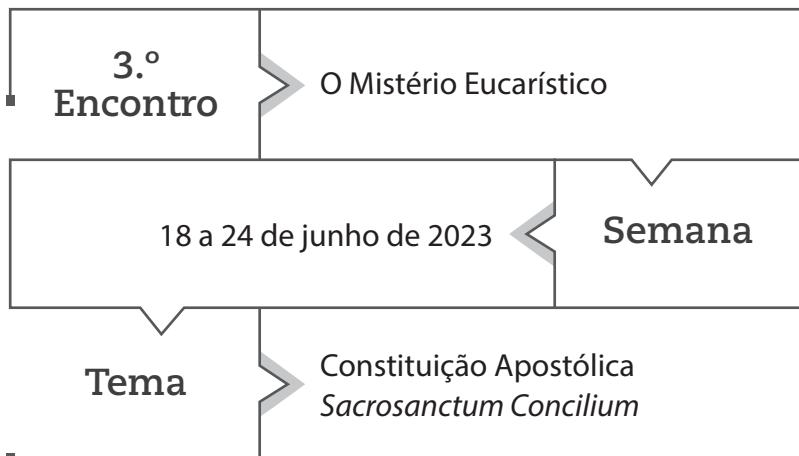 3.º
Encontro
O Mistério Eucarístico
18 a 24 de junho de 2023
Semana
Tema
Constituição Apostólica
Sacrosanctum Concilium